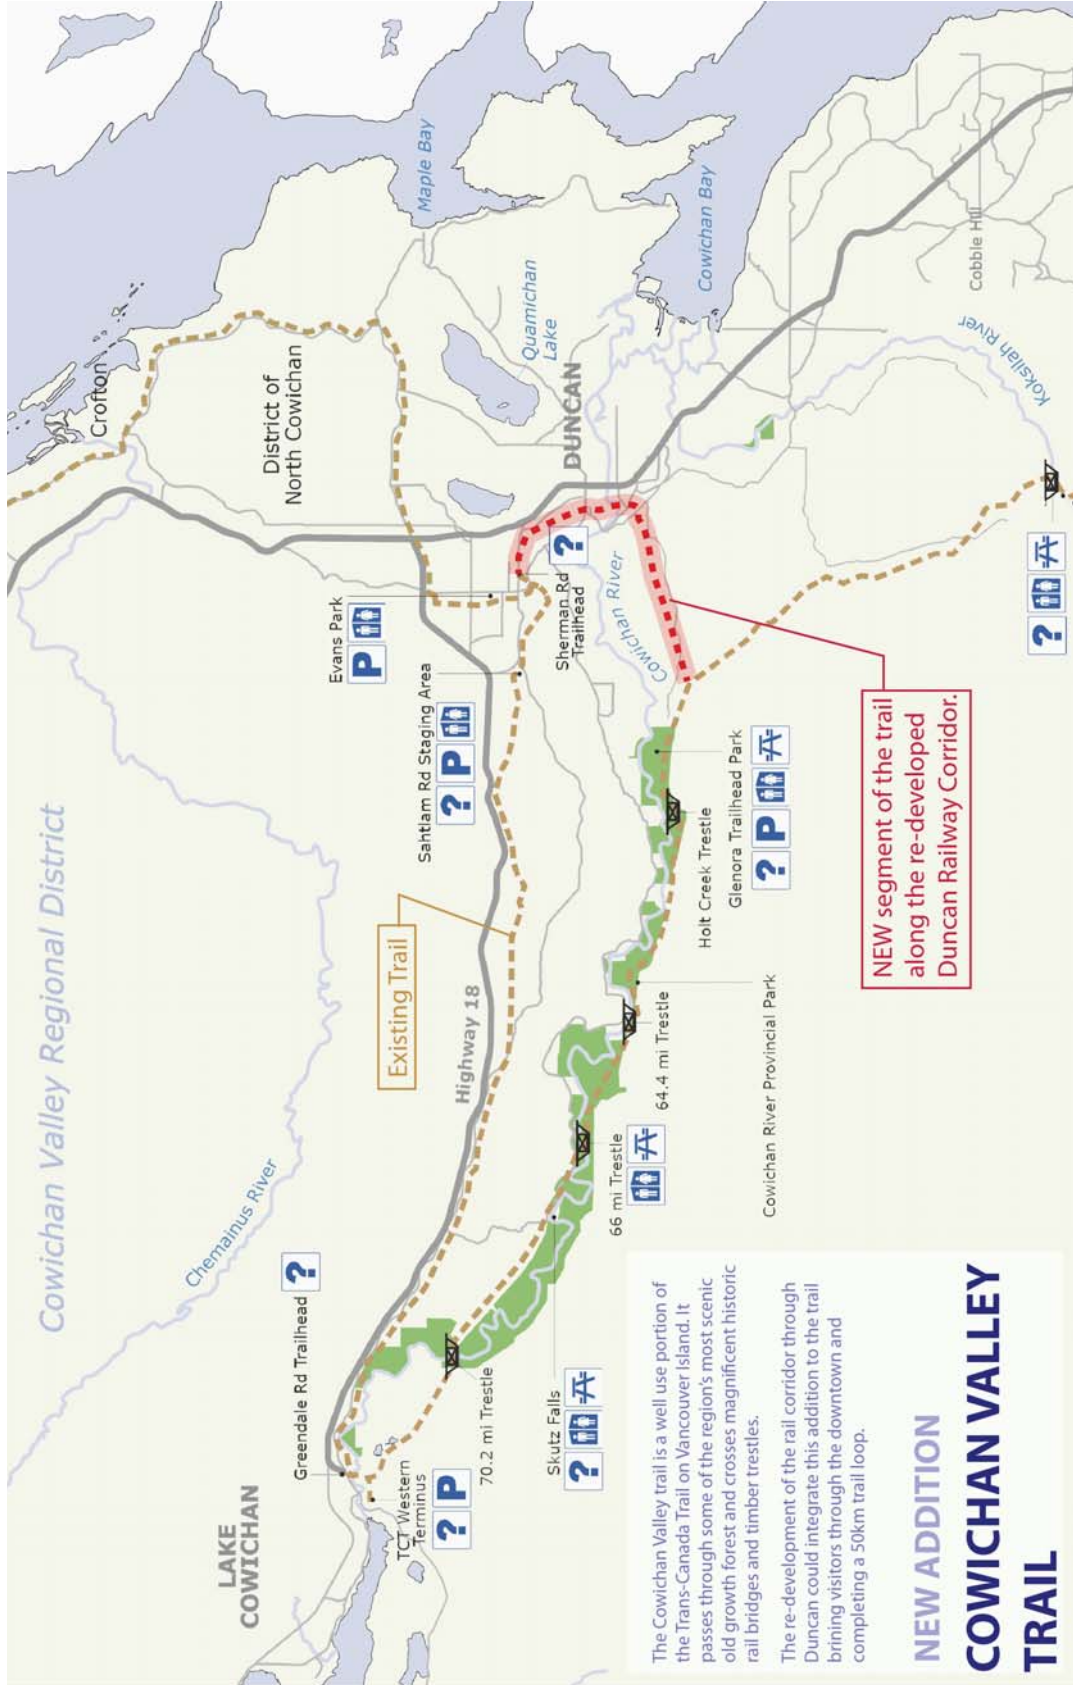 Cowichan Valley Regional District
Crofton
Maple Bay
District of
North Cowichan
Quamichan
Lake
Cowichan Bay
DUNCAN
Cobble Hill
Koksilah River
Evans Park
P
Sherman Rd
Trailhead
?
Cowichan River
Sahtlam Rd Staging Area
? P
Existing Trail
Highway 18
Chemainus River
Glenora Trailhead Park
? P
Holt Creek Trestle
?
NEW segment of the trail
along the re-developed
Duncan Railway Corridor.
64.4 mi Trestle
Cowichan River Provincial Park
66 mi Trestle
Greendale Rd Trailhead
?
70.2 mi Trestle
Skutz Falls
?
TCT Western
Terminus
? P
LAKE
COWICHAN
The Cowichan Valley trail is a well use portion of
the Trans-Canada Trail on Vancouver Island. It
passes through some of the region's most scenic
old growth forest and crosses magnificent historic
rail bridges and timber trestles.
The re-development of the rail corridor through
Duncan could integrate this addition to the trail
brining visitors through the downtown and
completing a 50km trail loop.
NEW ADDITION
COWICHAN VALLEY
TRAIL